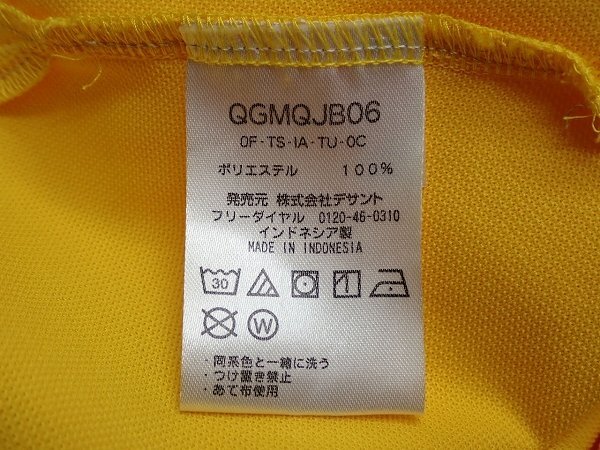 QGMQJB06
OF-TS-IA-TU-OC
ポリエステル 100%
発売元 株式会社デサント
フリーダイヤル 0120-46-0310
インドネシア製
MADE IN INDONESIA
30
W
・同系色と一緒に洗う
・つけ置き禁止
・あて布使用